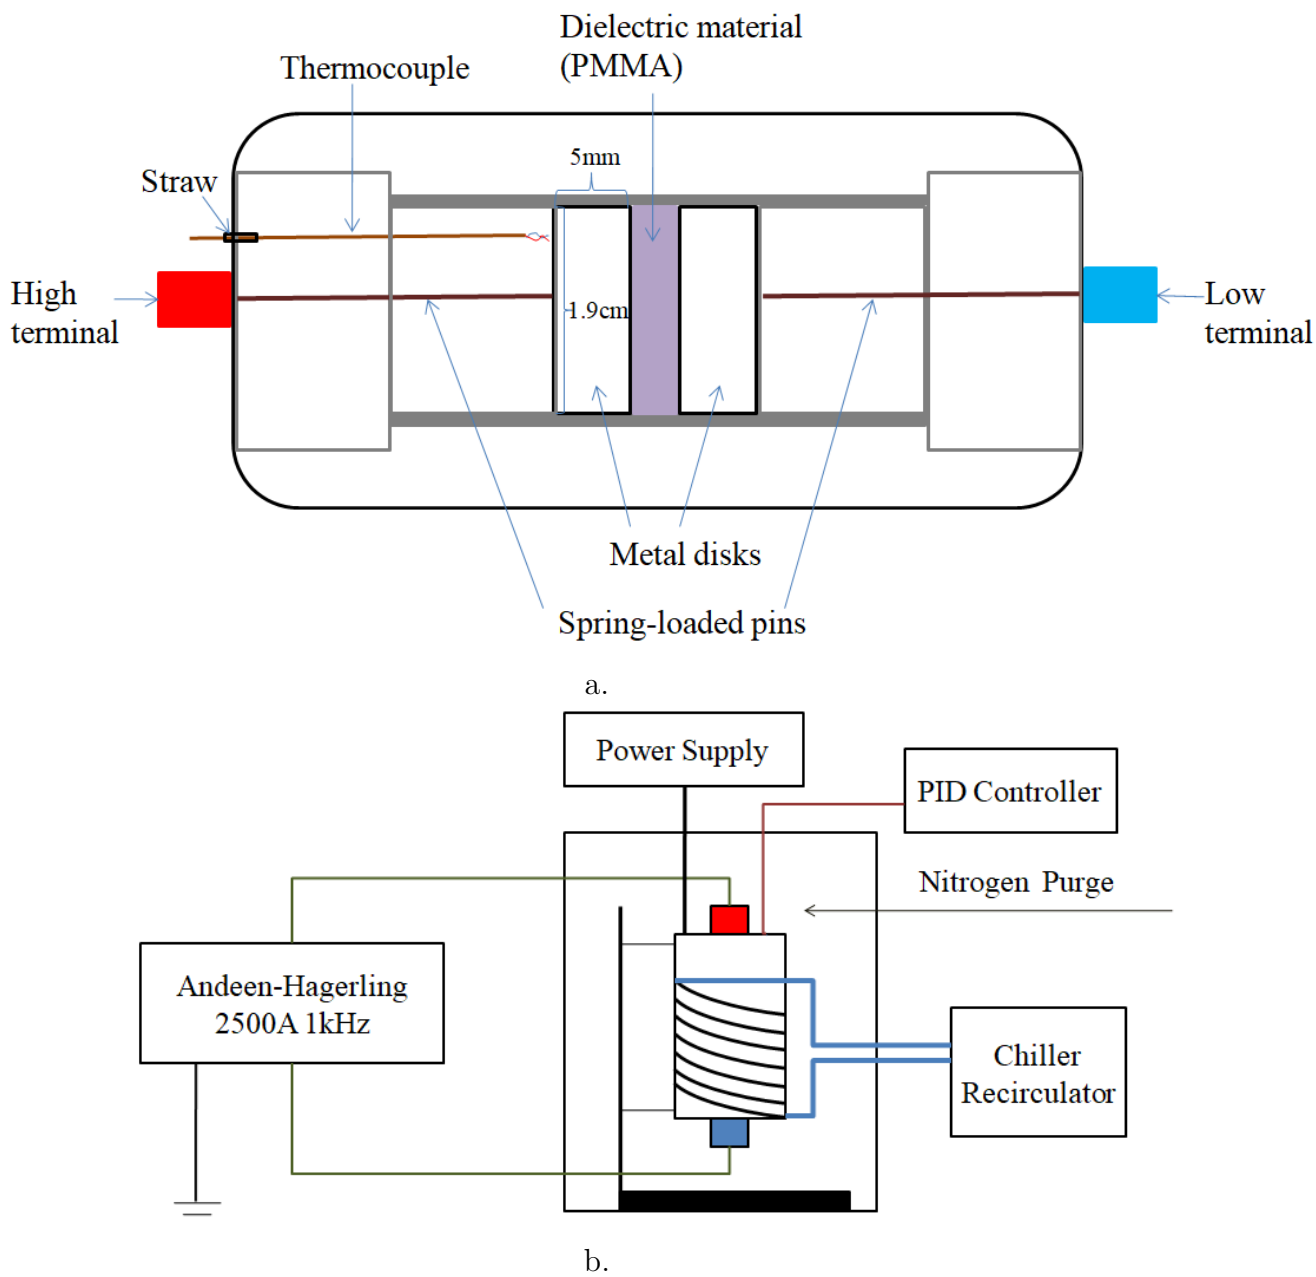 Dielectric material
(PMMA)
Thermocouple
5mm
Straw
High
terminal
1.9cm
Low
terminal
Metal disks
Spring-loaded pins
a.
Power Supply
PID Controller
Nitrogen Purge
Andeen-Hagerling
2500A 1kHz
Chiller
Recirculator
b.